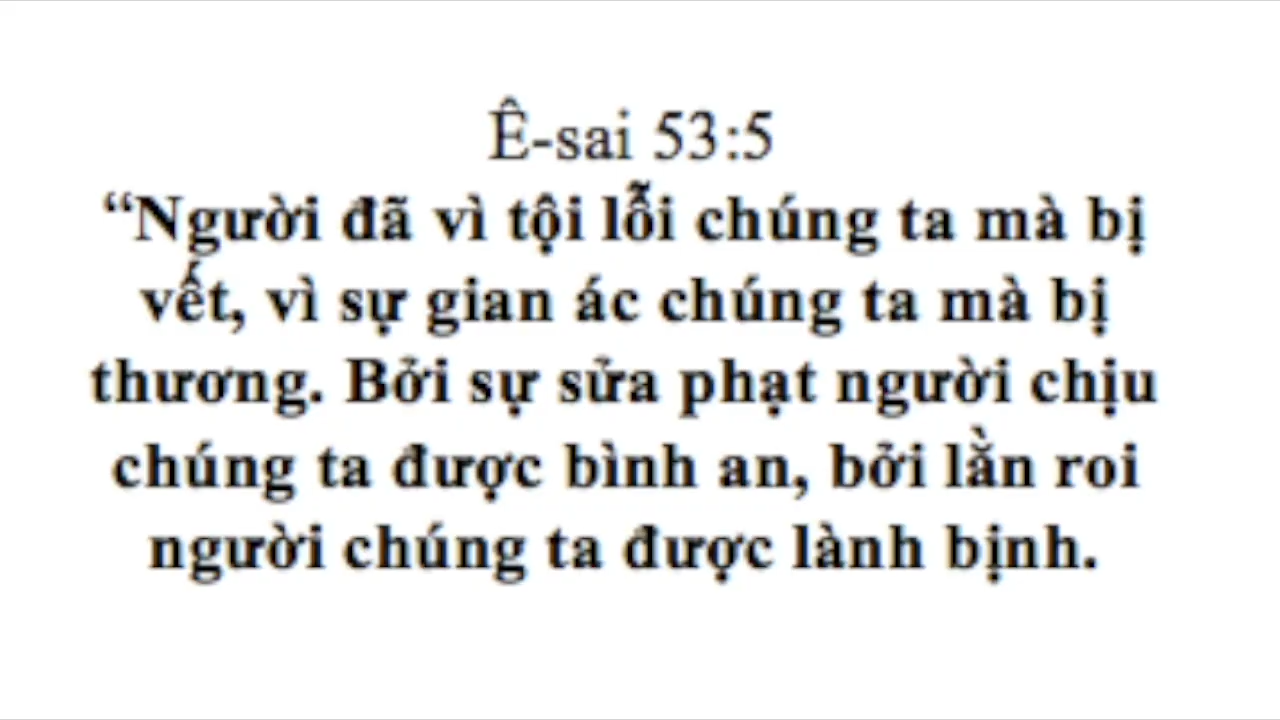 Ê-sai 53:5
“Người đã vì tội lỗi chúng ta mà bị
vết, vì sự gian ác chúng ta mà bị
thương. Bởi sự sửa phạt người chịu
chúng ta được bình an, bởi lằn roi
người chúng ta được lành bịnh.